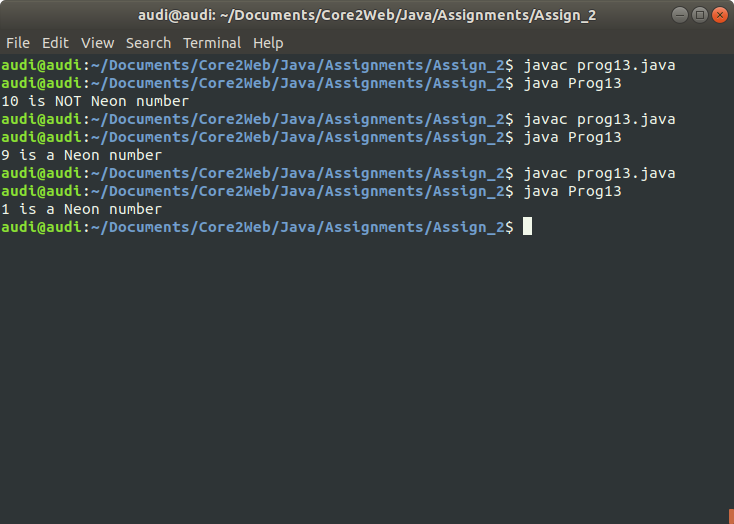 audi@audi: ~/Documents/Core2Web/Java/Assignments/Assign_2
File Edit View Search Terminal Help
audi@audi:~/Documents/Core2Web/Java/Assignments/Assign_2$ javac prog13.java
audi@audi:~/Documents/Core2Web/Java/Assignments/Assign_2$ java Prog13
10 is NOT Neon number
audi@audi:~/Documents/Core2Web/Java/Assignments/Assign_2$ javac prog13.java
audi@audi:~/Documents/Core2Web/Java/Assignments/Assign_2$ java Prog13
9 is a Neon number
audi@audi:~/Documents/Core2Web/Java/Assignments/Assign_2$ javac prog13.java
audi@audi:~/Documents/Core2Web/Java/Assignments/Assign_2$ java Prog13
1 is a Neon number
audi@audi:~/Documents/Core2Web/Java/Assignments/Assign_2$